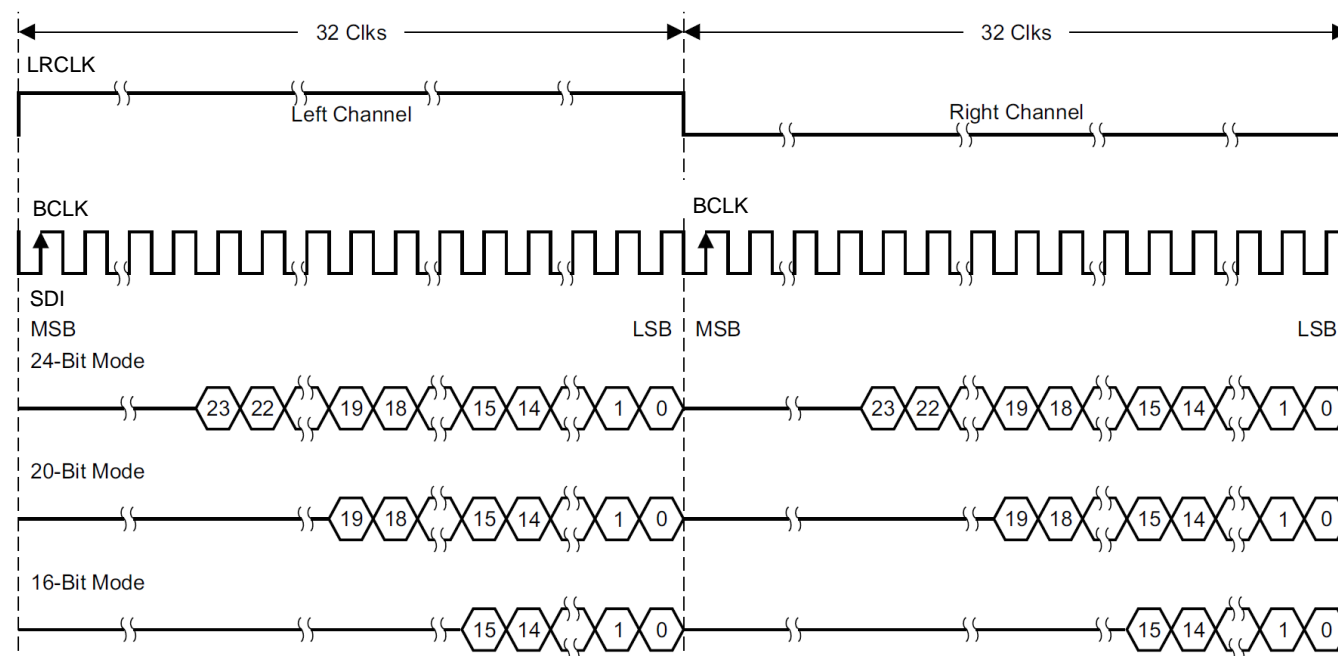 32 Clks 32 Clks
LRCLK
Left Channel Right Channel
BCLK BCLK
SDI
MSB LSB MSB LSB
24-Bit Mode
23 22 19 18 15 14 1 0 23 22 19 18 15 14 1 0
20-Bit Mode
19 18 15 14 1 0 19 18 15 14 1 0
16-Bit Mode
15 14 1 0 15 14 1 0